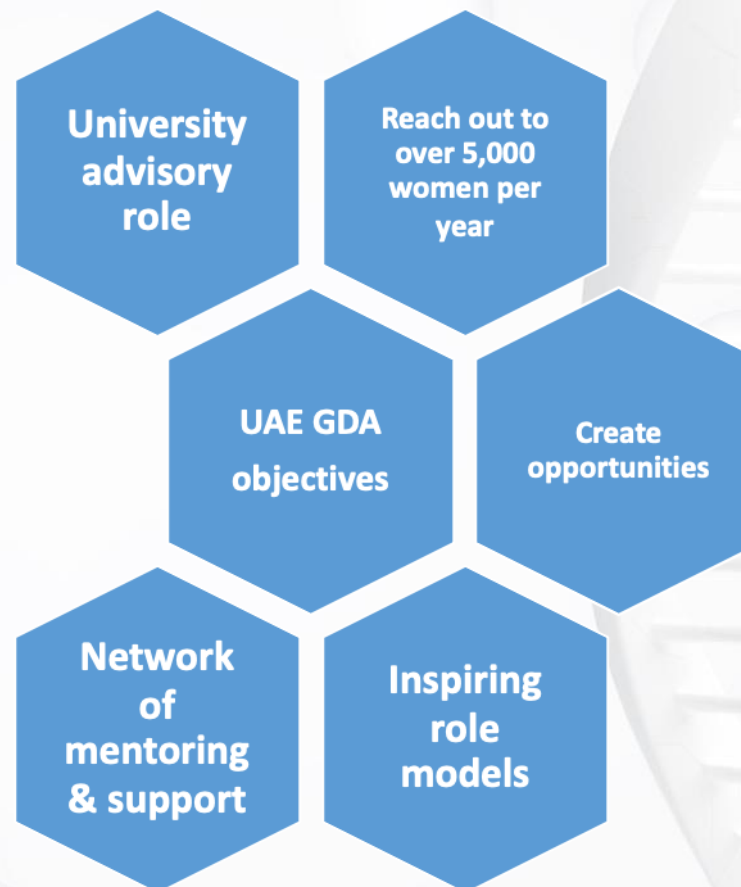 University
advisory
role
Reach out to
over 5,000
women per
year
UAE GDA
objectives
Create
opportunities
Network
of
mentoring
& support
Inspiring
role
models